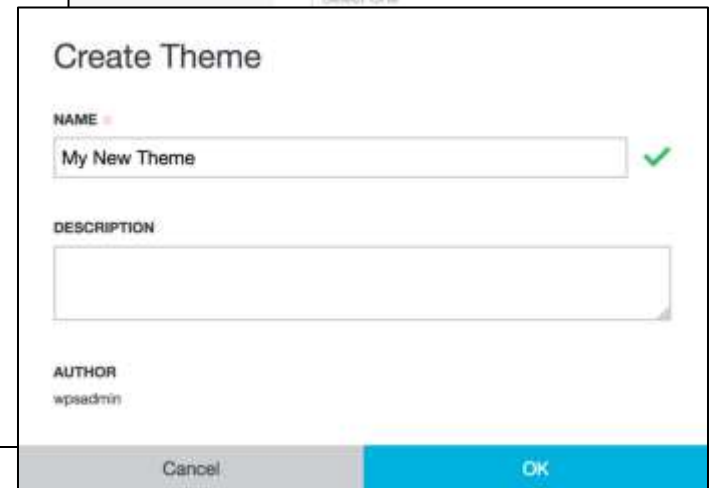 Create Theme
NAME *
My New Theme
DESCRIPTION
AUTHOR
wpsadmin
Cancel
OK